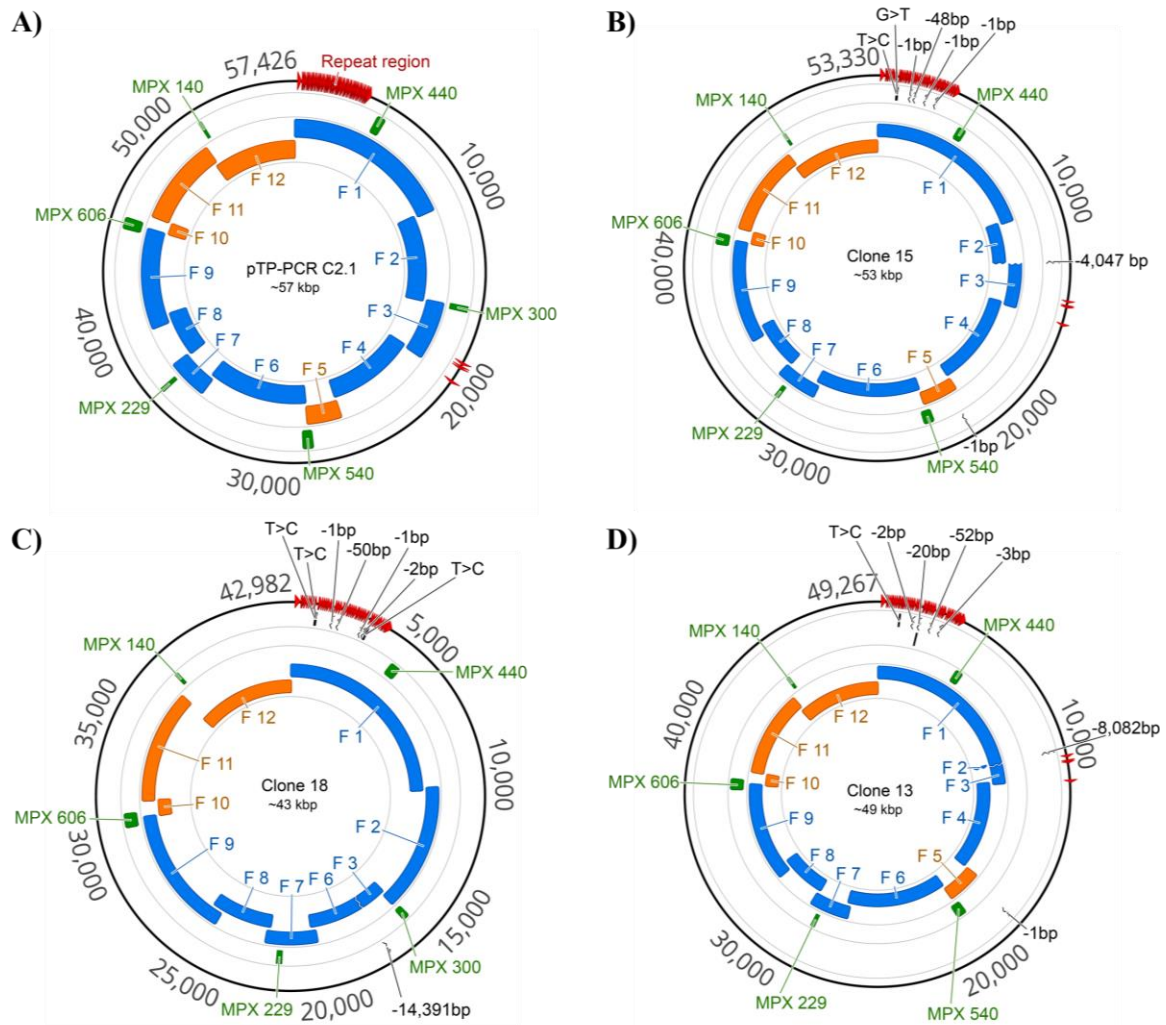 A)
57,426
Repeat region
MPX 440
MPX 140
50,000
10,000
F 12
F 1
F 11
MPX 606
F 10
F 2
pTP-PCR C2.1
~57 kbp
F 9
F 3
MPX 300
F 8
F 7
F 4
F 5
F 6
40,000
20,000
MPX 229
30,000
MPX 540
B)
G>T
-48bp
-1bp
T>C
-1bp
-1bp
53,330
MPX 140
MPX 440
50,000
10,000
F 12
F 1
F 11
MPX 606
F 10
F 2
Clone 15
~53 kbp
-4,047 bp
40,000
F 9
F 3
F 8
F 4
F 7
F 5
F 6
MPX 229
20,000
-1bp
30,000
MPX 540
C)
T>C
-1bp
-1bp
T>C
-50bp
-2bp
T>C
42,982
5,000
MPX 140
MPX 440
35,000
10,000
F 12
F 1
F 11
Clone 18
~43 kbp
F 10
MPX 606
F 2
30,000
F 9
F 3
F 8
F 7
F 6
15,000
MPX 300
25,000
20,000
MPX 229
-14,391bp
D)
T>C
-2bp
-52bp
-20bp
-3bp
49,267
MPX 140
MPX 440
40,000
10,000
-8,082bp
F 12
F 1
F 11
F 2
F 3
MPX 606
F 10
Clone 13
~49 kbp
F 4
F 9
F 5
F 8
F 7
F 6
30,000
-1bp
20,000
MPX 229
MPX 540